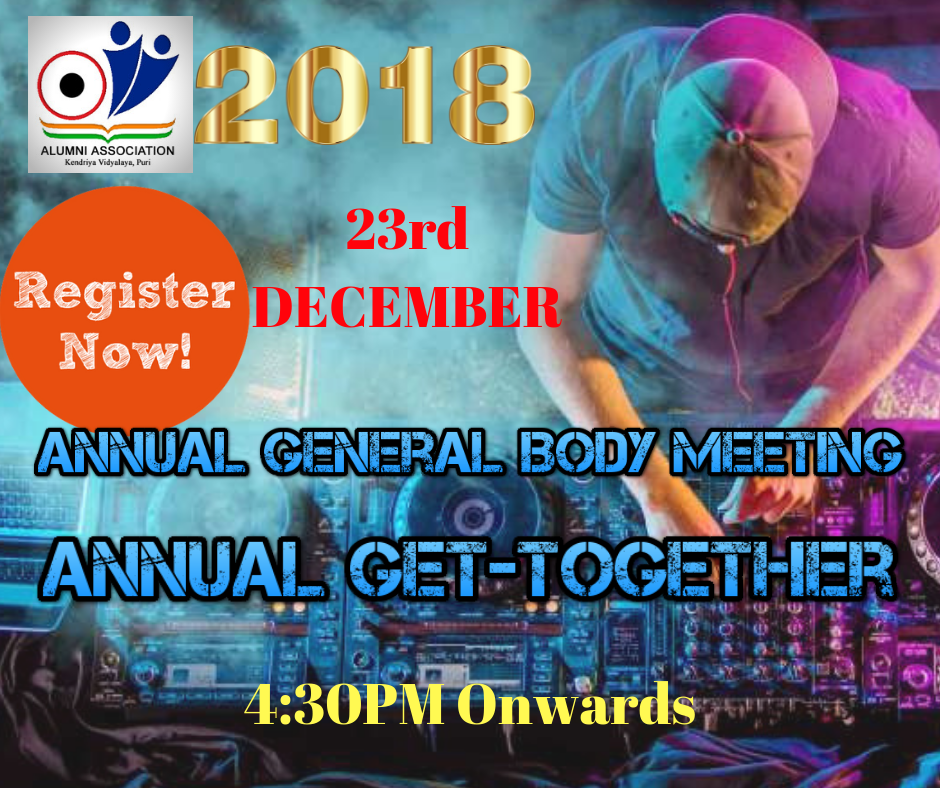 2018
ALUMNI ASSOCIATION
Kendriya Vidyalaya, Puri
23rd
DECEMBER
Register
Now!
ANNUAL GENERAL BODY MEETING
ANNUAL GET-TOGETHER
4:30PM Onwards